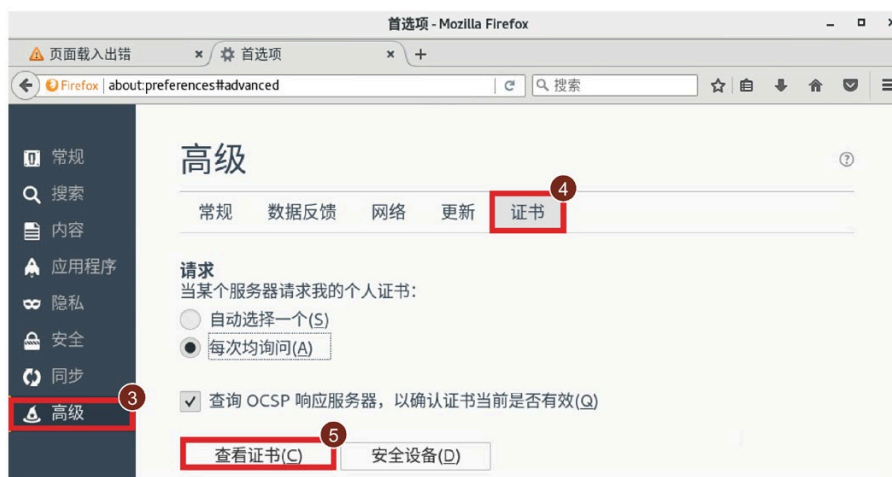 首选项 - Mozilla Firefox
页面载入出错 × 首选项 × +
Firefox about:preferences#advanced 搜索
高级
常规
搜索
内容
应用程序
隐私
安全
同步
高级
3
常规 数据反馈 网络 更新 证书
4
请求
当某个服务器请求我的个人证书：
自动选择一个(S)
每次均询问(A)
查询 OCSP 响应服务器，以确认证书当前是否有效(Q)
查看证书(C) 安全设备(D)
5